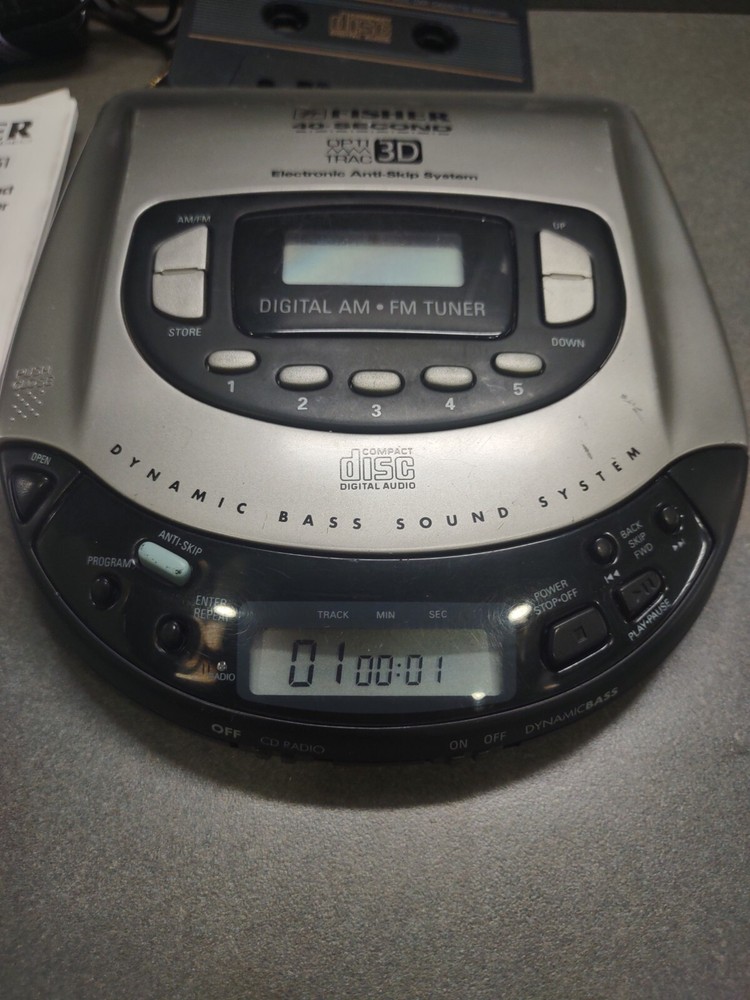 FISHER
40-SECOND
OPTI
TRAC 3D
Electronic Anti-Skip System
AM/FM
UP
DIGITAL AM • FM TUNER
STORE
DOWN
1 2 3 4 5
PUSH
CLOSE
COMPACT
disc
DIGITAL AUDIO
DYNAMIC BASS SOUND SYSTEM
OPEN
ANTI-SKIP
PROGRAM
ENTER
REPEAT
BACK
SKIP
FWD
POWER
STOP•OFF
PLAY•PAUSE
TRACK MIN SEC
01 00:01
RADIO
OFF CD RADIO
ON OFF DYNAMICBASS